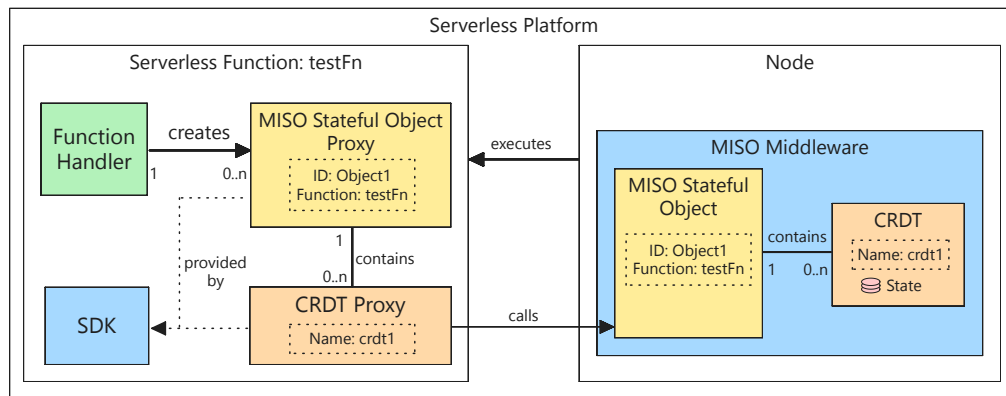 Serverless Platform
Serverless Function: testFn
Function
Handler
creates
1
0..n
MISO Stateful Object
Proxy
ID: Object1
Function: testFn
1
contains
0..n
provided
by
SDK
CRDT Proxy
Name: crdt1
executes
calls
Node
MISO Middleware
MISO Stateful
Object
ID: Object1
Function: testFn
contains
1
0..n
CRDT
Name: crdt1
State